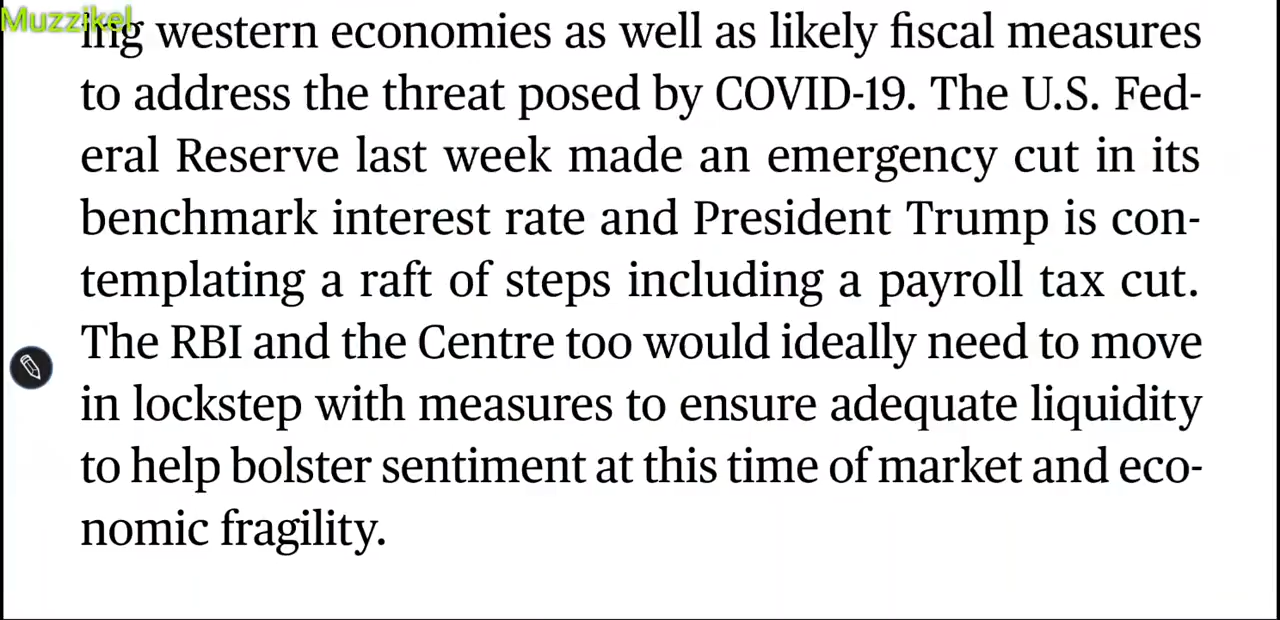 Muzzikel
ing western economies as well as likely fiscal measures
to address the threat posed by COVID-19. The U.S. Fed-
eral Reserve last week made an emergency cut in its
benchmark interest rate and President Trump is con-
templating a raft of steps including a payroll tax cut.
The RBI and the Centre too would ideally need to move
in lockstep with measures to ensure adequate liquidity
to help bolster sentiment at this time of market and eco-
nomic fragility.